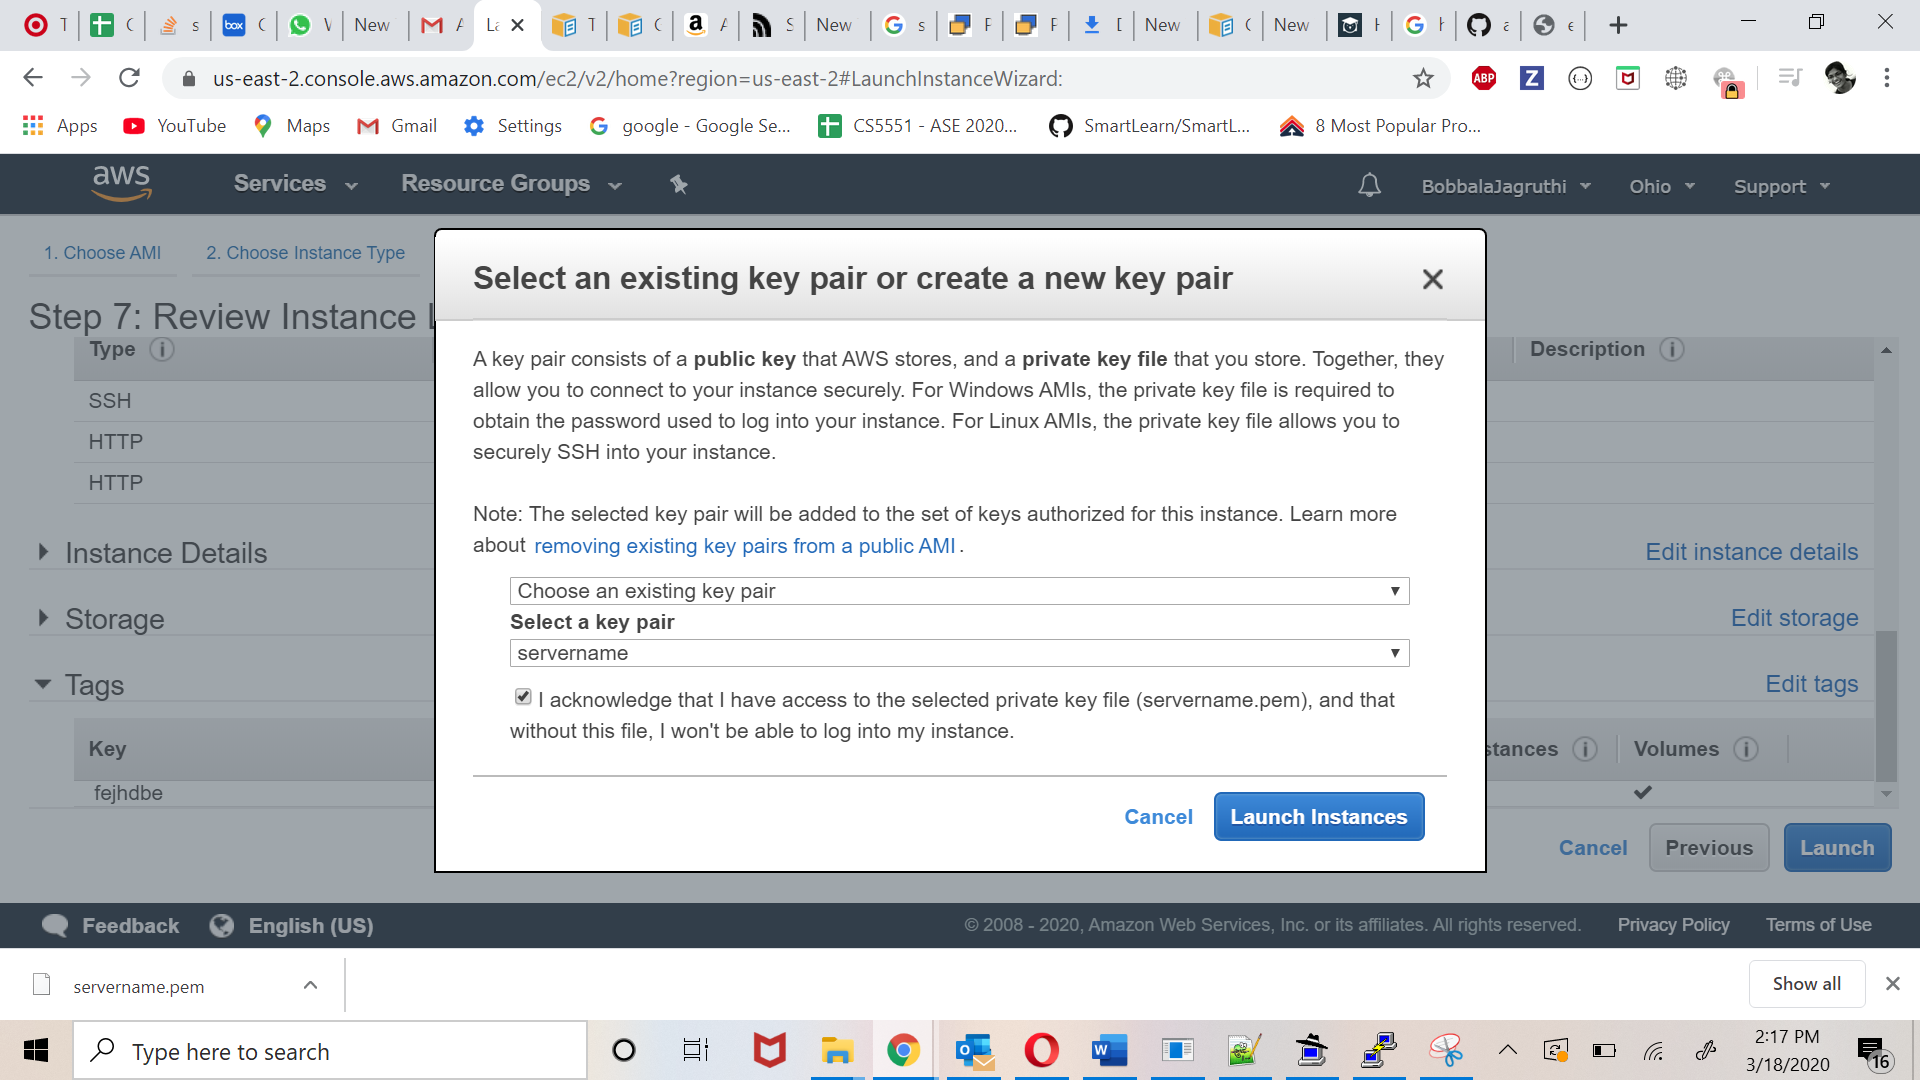 New
New
New
New
us-east-2.console.aws.amazon.com/ec2/v2/home?region=us-east-2#LaunchInstanceWizard:
ABP
Z
Apps
YouTube
Maps
Gmail
Settings
google - Google Se...
CS5551 - ASE 2020...
SmartLearn/SmartL...
8 Most Popular Pro...
aws
Services
Resource Groups
BobbalaJagruthi
Ohio
Support
1. Choose AMI
2. Choose Instance Type
Step 7: Review Instance
Type
Description
SSH
HTTP
HTTP
Instance Details
Edit instance details
Storage
Edit storage
Tags
Edit tags
Key
stances
Volumes
fejhdbe
Select an existing key pair or create a new key pair
A key pair consists of a public key that AWS stores, and a private key file that you store. Together, they
allow you to connect to your instance securely. For Windows AMIs, the private key file is required to
obtain the password used to log into your instance. For Linux AMIs, the private key file allows you to
securely SSH into your instance.
Note: The selected key pair will be added to the set of keys authorized for this instance. Learn more
about removing existing key pairs from a public AMI.
Choose an existing key pair
Select a key pair
servername
I acknowledge that I have access to the selected private key file (servername.pem), and that
without this file, I won't be able to log into my instance.
Cancel
Launch Instances
Cancel
Previous
Launch
Feedback
English (US)
© 2008 - 2020, Amazon Web Services, Inc. or its affiliates. All rights reserved.
Privacy Policy
Terms of Use
servername.pem
Show all
Type here to search
2:17 PM
3/18/2020
16